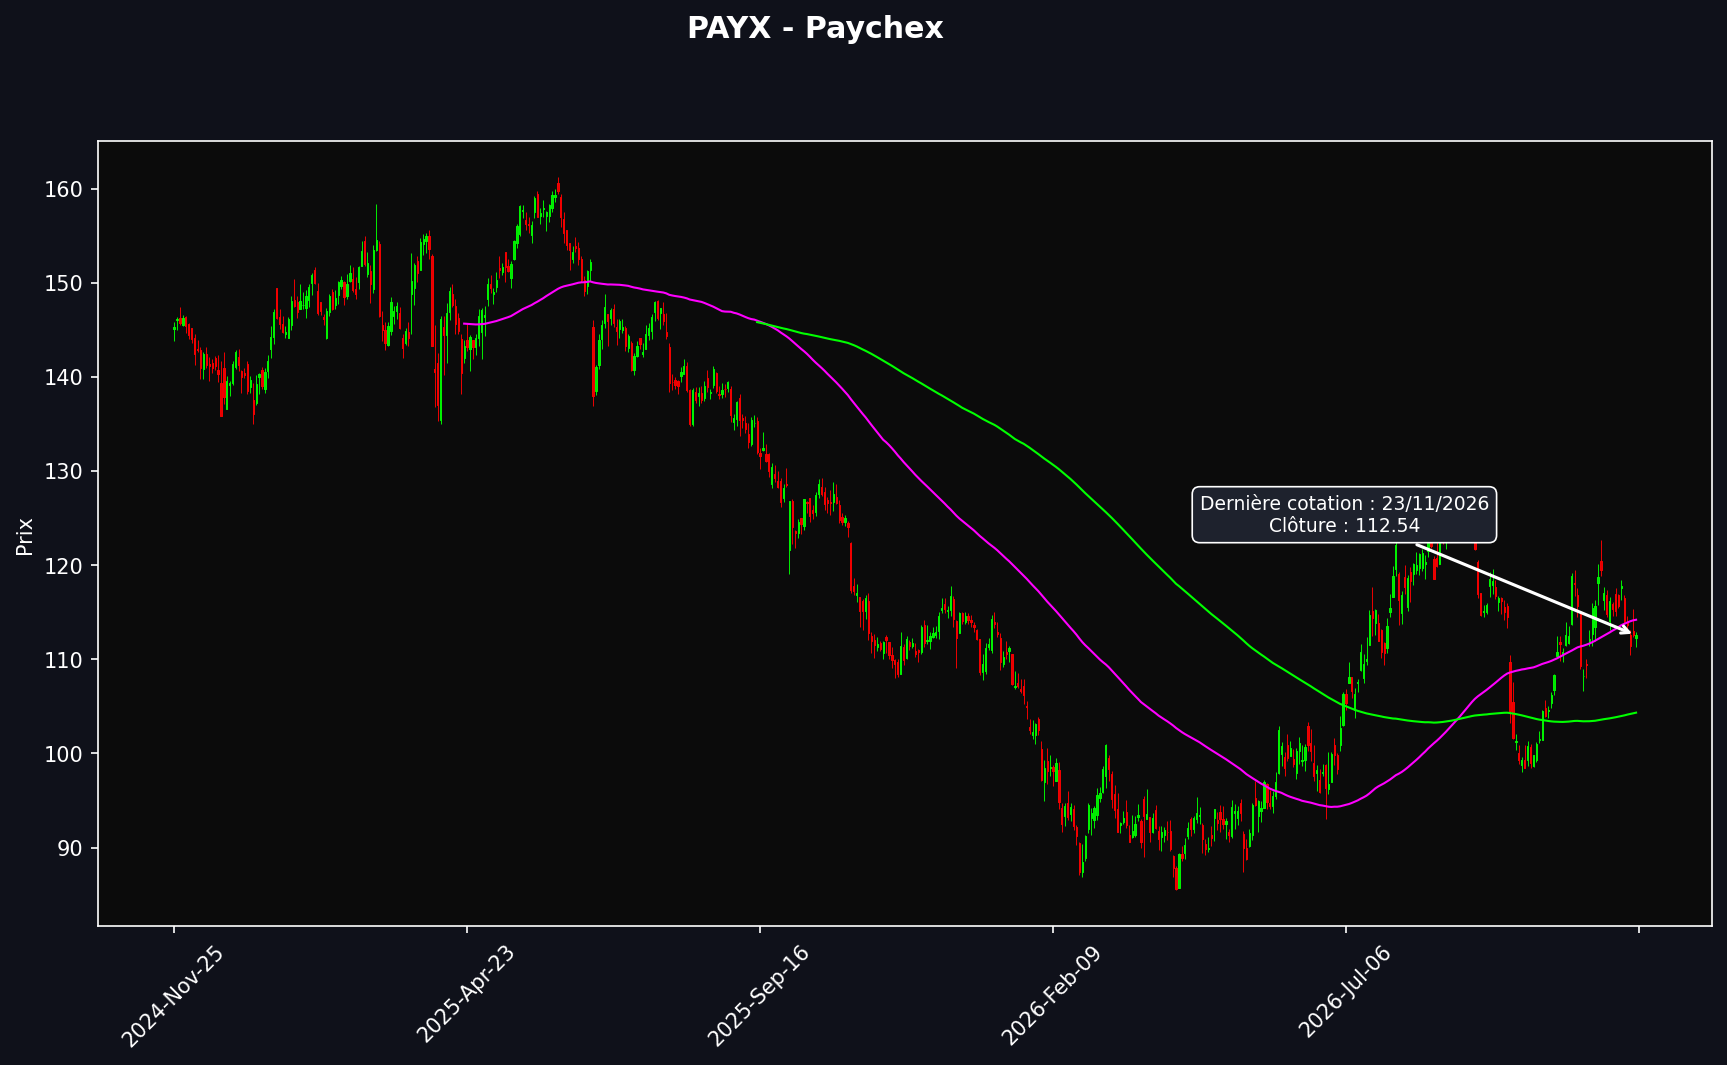 PAYX - Paychex
Prix
160
150
140
130
120
110
100
90
Dernière cotation : 23/11/2026
Clôture : 112.54
2024-Nov-25
2025-Apr-23
2025-Sep-16
2026-Feb-09
2026-Jul-06